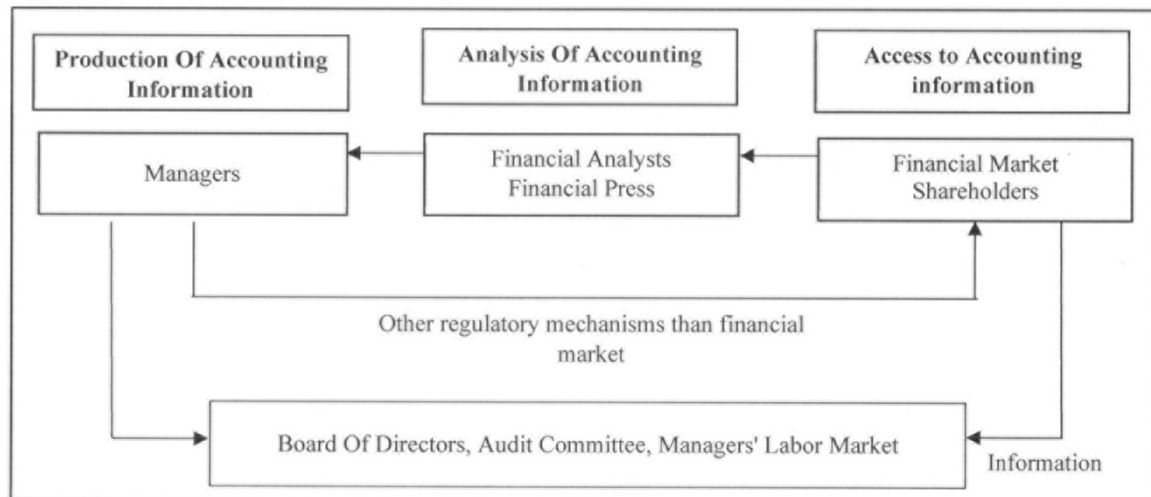 Production Of Accounting
Information
Analysis Of Accounting
Information
Access to Accounting
information
Managers
Financial Analysts
Financial Press
Financial Market
Shareholders
Other regulatory mechanisms than financial
market
Board Of Directors, Audit Committee, Managers' Labor Market
Information